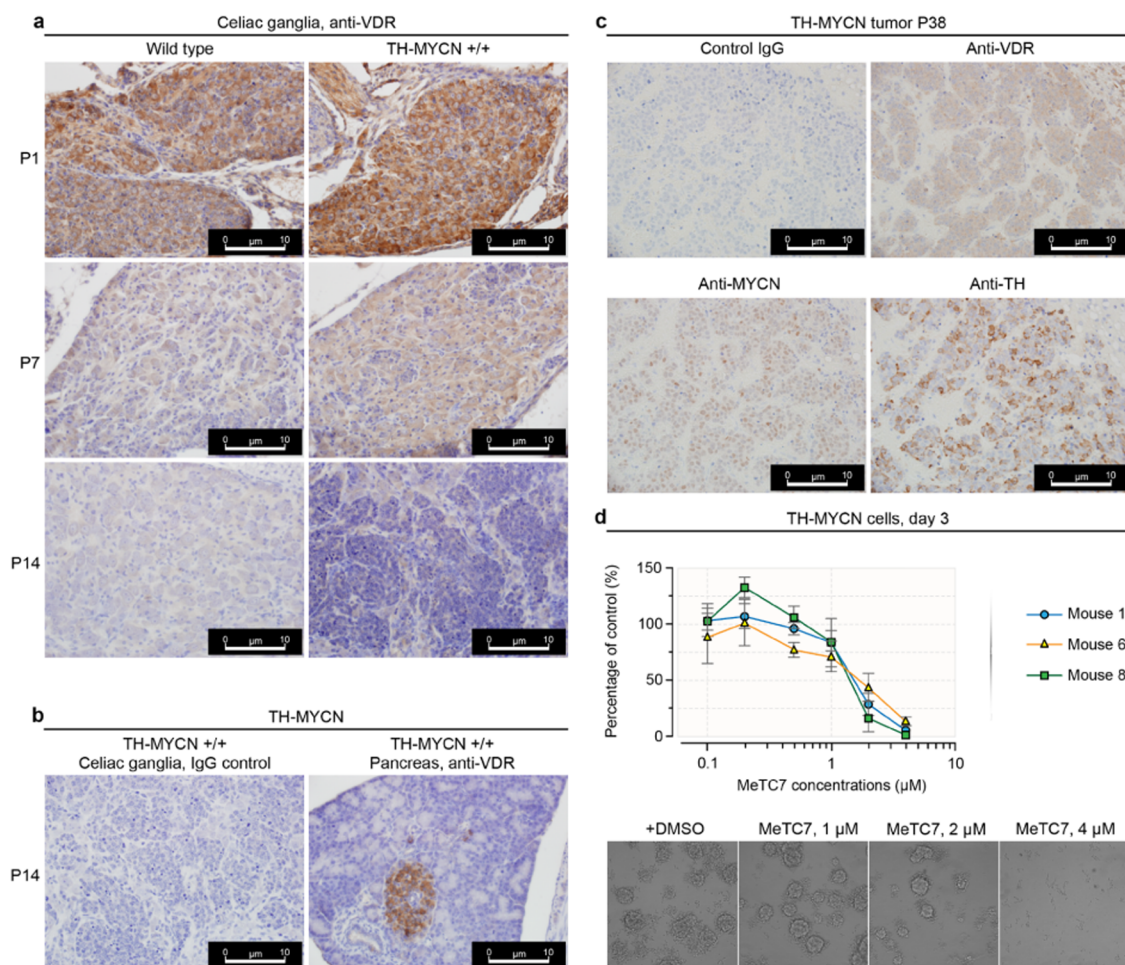 a
Celiac ganglia, anti-VDR
Wild type
TH-MYCN +/+
P1
0 µm 10
0 µm 10
P7
0 µm 10
0 µm 10
P14
0 µm 10
0 µm 10
b
TH-MYCN
TH-MYCN +/+
Celiac ganglia, IgG control
TH-MYCN +/+
Pancreas, anti-VDR
P14
0 µm 10
0 µm 10
c
TH-MYCN tumor P38
Control IgG
Anti-VDR
0 µm 10
0 µm 10
Anti-MYCN
Anti-TH
0 µm 10
0 µm 10
d
TH-MYCN cells, day 3
Percentage of control (%)
150
100
50
0
0.1
1
10
MeTC7 concentrations (µM)
Mouse 1
Mouse 6
Mouse 8
+DMSO
MeTC7, 1 µM
MeTC7, 2 µM
MeTC7, 4 µM